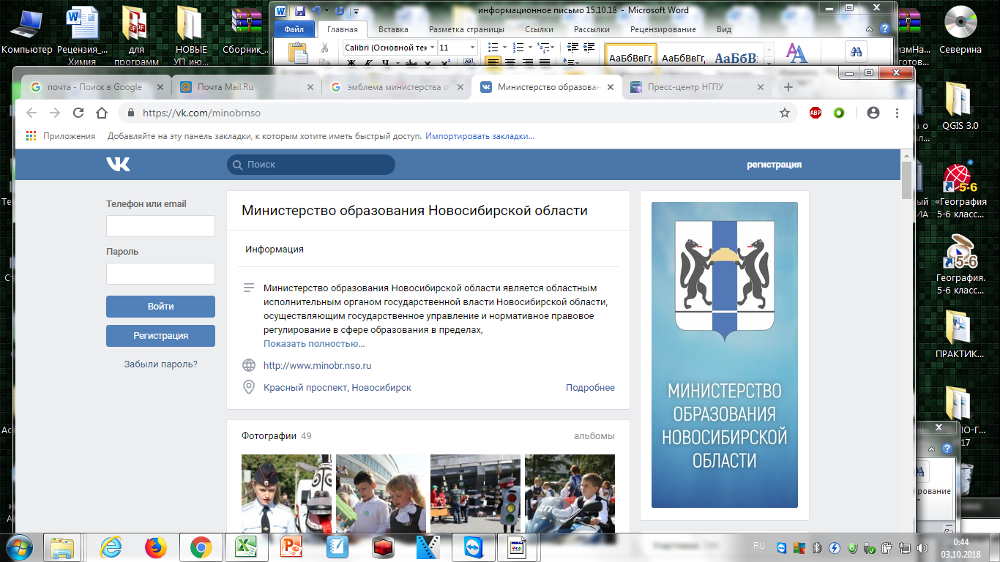 информационное письмо 15.10.18 - Microsoft Word
Файл Главная Вставка Разметка страницы Ссылки Рассылки Рецензирование Вид
Calibri (Основной тек 11
АаБбВвГг, АаБбВвГг, АаБбВ
Компьютер
Рецензия_...
Химия
для
программ
НОВЫЕ
УП ию...
Сборник_...
Северина
QGIS 3.0
«География
5-6 класс...
География.
5-6 класс...
ПРАКТИК...
почта - Поиск в Google
Почта Mail.Ru
эмблема министерства о
Министерство образован
Пресс-центр НГПУ
https://vk.com/minobrnso
ABP
Приложения Добавляйте на эту панель закладки, к которым хотите иметь быстрый доступ. Импортировать закладки...
Поиск
регистрация
Телефон или email
Пароль
Войти
Регистрация
Забыли пароль?
Министерство образования Новосибирской области
Информация
Министерство образования Новосибирской области является областным
исполнительным органом государственной власти Новосибирской области,
осуществляющим государственное управление и нормативное правовое
регулирование в сфере образования в пределах,
Показать полностью...
http://www.minobr.nso.ru
Красный проспект, Новосибирск Подробнее
Фотографии 49 альбомы
МИНИСТЕРСТВО
ОБРАЗОВАНИЯ
НОВОСИБИРСКОЙ
ОБЛАСТИ
RU
0:44
03.10.2018